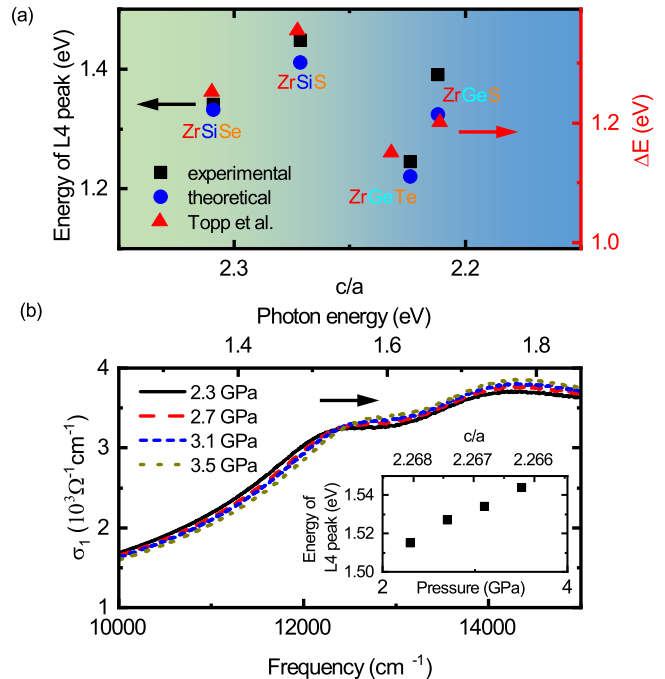 (a)
Energy of L4 peak (eV)
1.4
1.2
ZrSiSe
ZrSiS
ZrGeS
ZrGeTe
experimental
theoretical
Topp et al.
1.2
1.0
ΔE (eV)
2.3
2.2
c/a
(b)
Photon energy (eV)
1.4
1.6
1.8
σ1 (10³Ω⁻¹cm⁻¹)
4
3
2
1
2.3 GPa
2.7 GPa
3.1 GPa
3.5 GPa
c/a
2.268
2.267
2.266
Energy of
L4 peak (eV)
1.54
1.52
1.50
2
4
Pressure (GPa)
10000
12000
14000
Frequency (cm ⁻¹)